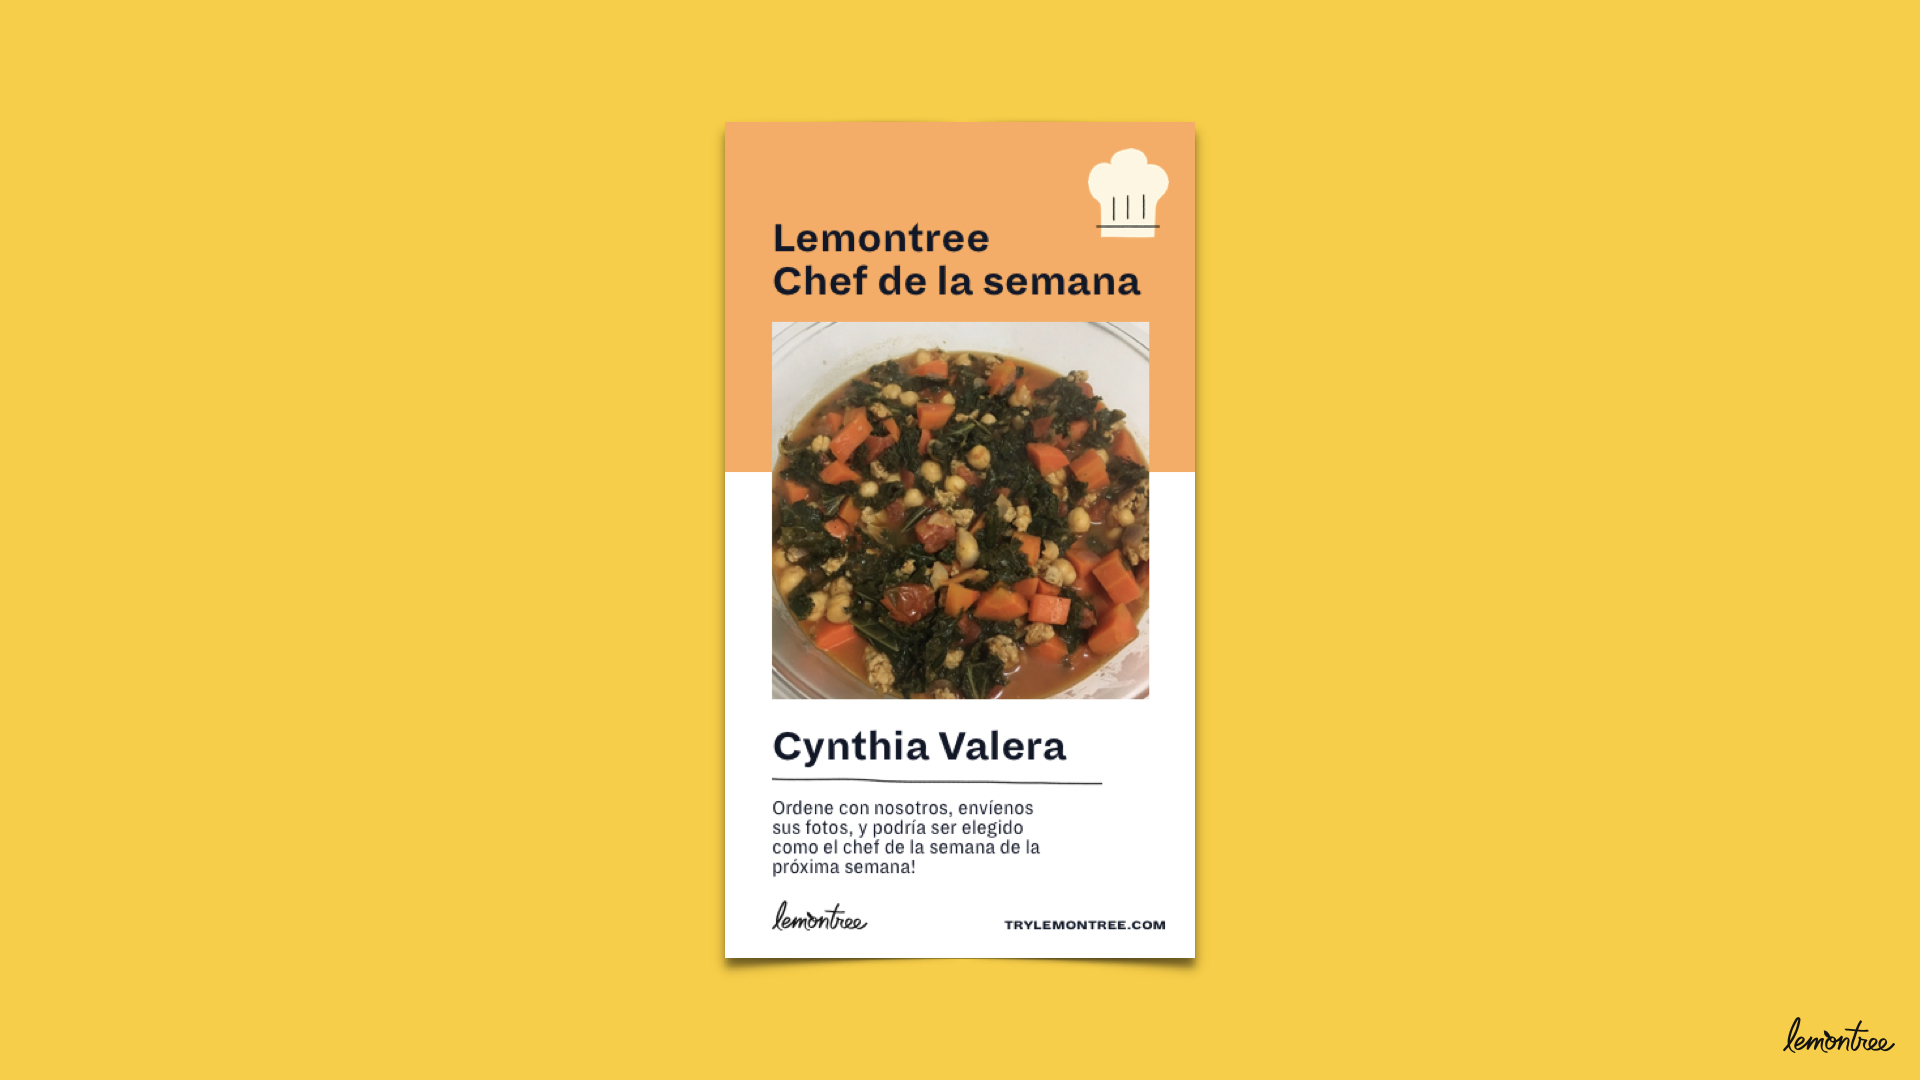 Lemontree
Chef de la semana
Cynthia Valera
Ordene con nosotros, envíenos
sus fotos, y podría ser elegido
como el chef de la semana de la
próxima semana!
lemontree
TRYLEMONTREE.COM
lemontree